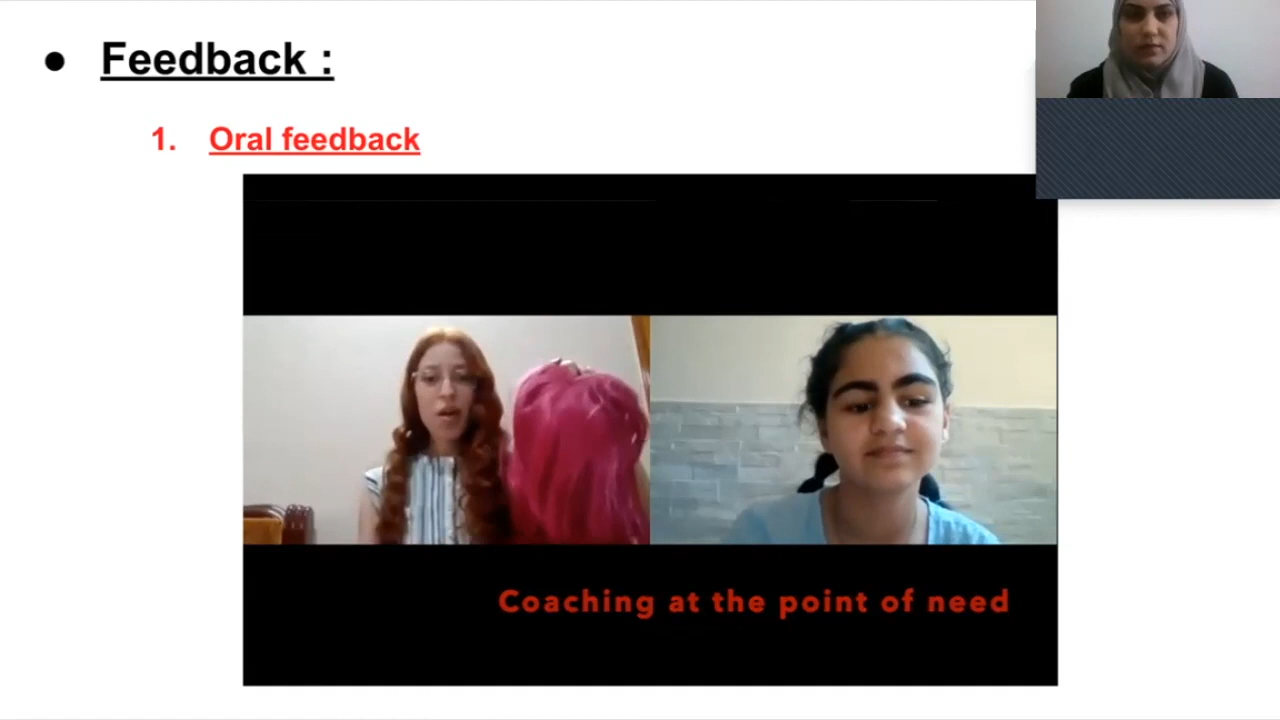 ● Feedback :
1. Oral feedback
Coaching at the point of need